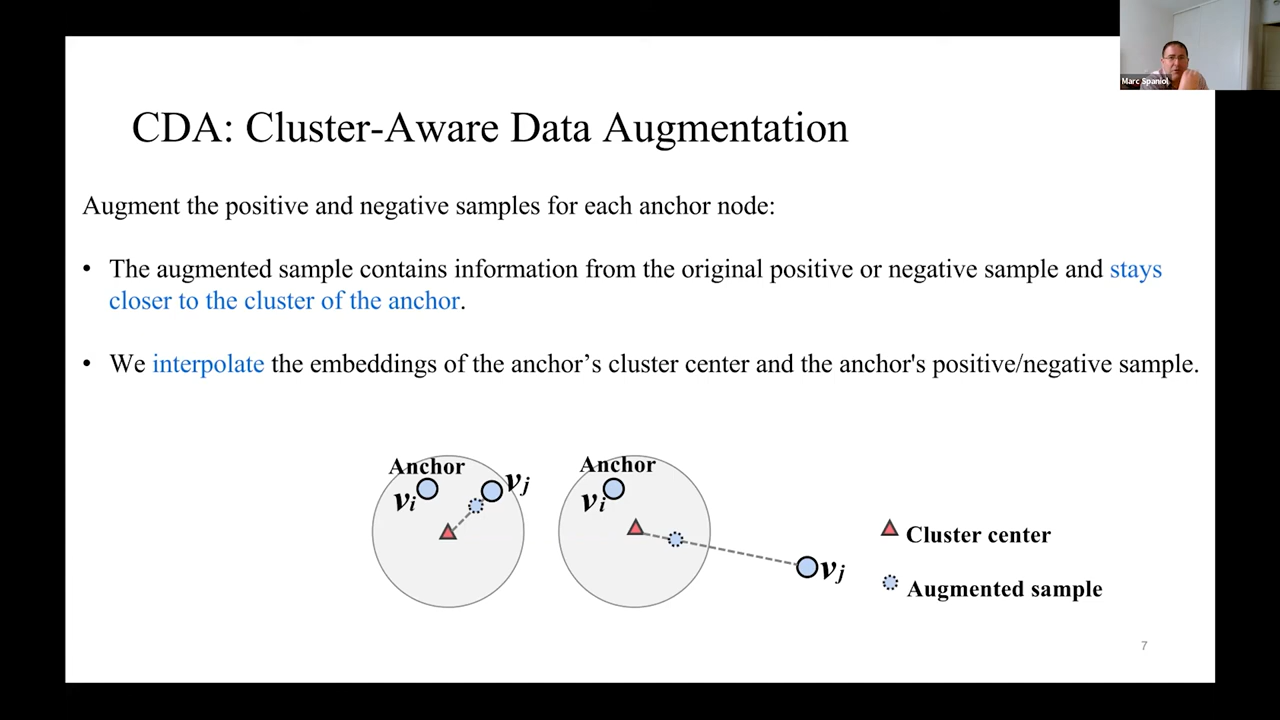 Marc Spaniol
CDA: Cluster-Aware Data Augmentation
Augment the positive and negative samples for each anchor node:
• The augmented sample contains information from the original positive or negative sample and stays
closer to the cluster of the anchor.
• We interpolate the embeddings of the anchor’s cluster center and the anchor's positive/negative sample.
Anchor
vi
vj
Anchor
vi
vj
Cluster center
Augmented sample
7